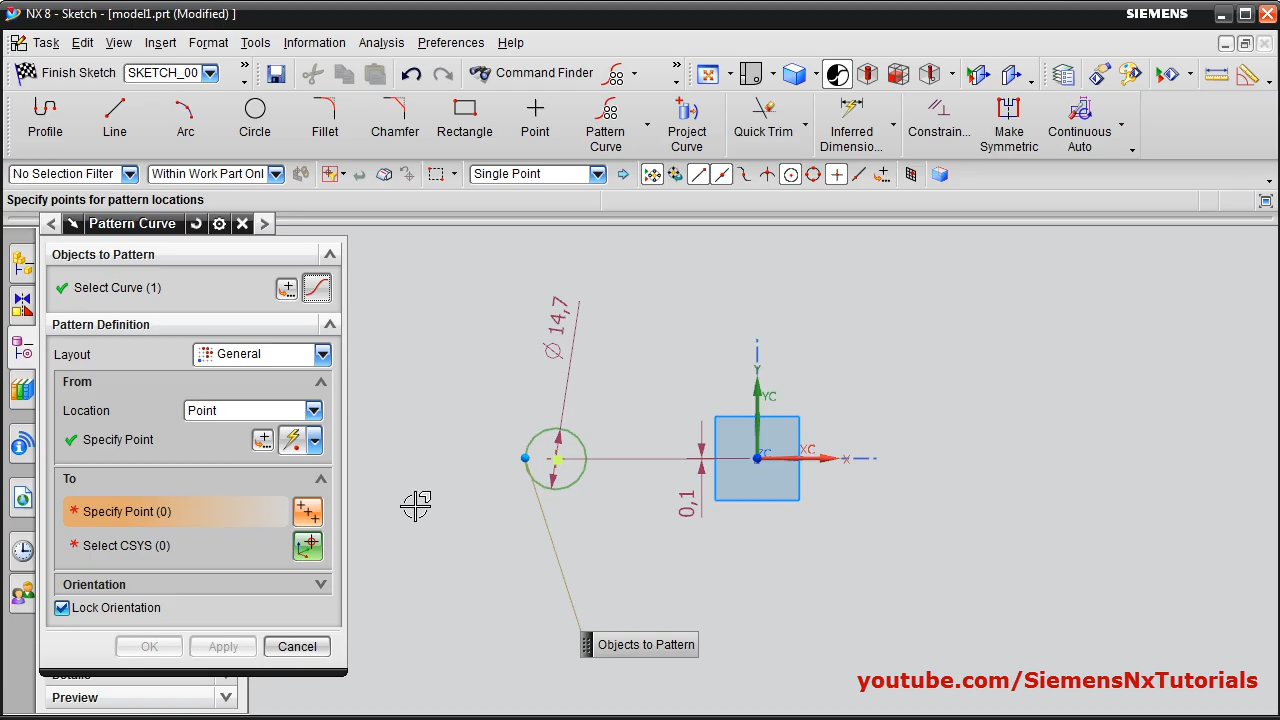 NX 8 - Sketch - [model1.prt (Modified) ]
SIEMENS
Task Edit View Insert Format Tools Information Analysis Preferences Help
Finish Sketch SKETCH_00 Command Finder
Profile Line Arc Circle Fillet Chamfer Rectangle Point Pattern Curve Project Curve Quick Trim Inferred Dimensio... Constrain... Make Symmetric Continuous Auto
No Selection Filter Within Work Part Onl Single Point
Specify points for pattern locations
Pattern Curve
Objects to Pattern
Select Curve (1)
Pattern Definition
Layout General
From
Location Point
Specify Point
To
Specify Point (0)
Select CSYS (0)
Orientation
Lock Orientation
OK Apply Cancel
Preview
Ø 14,7
0,1
Y
YC
XC
X
Objects to Pattern
youtube.com/SiemensNxTutorials